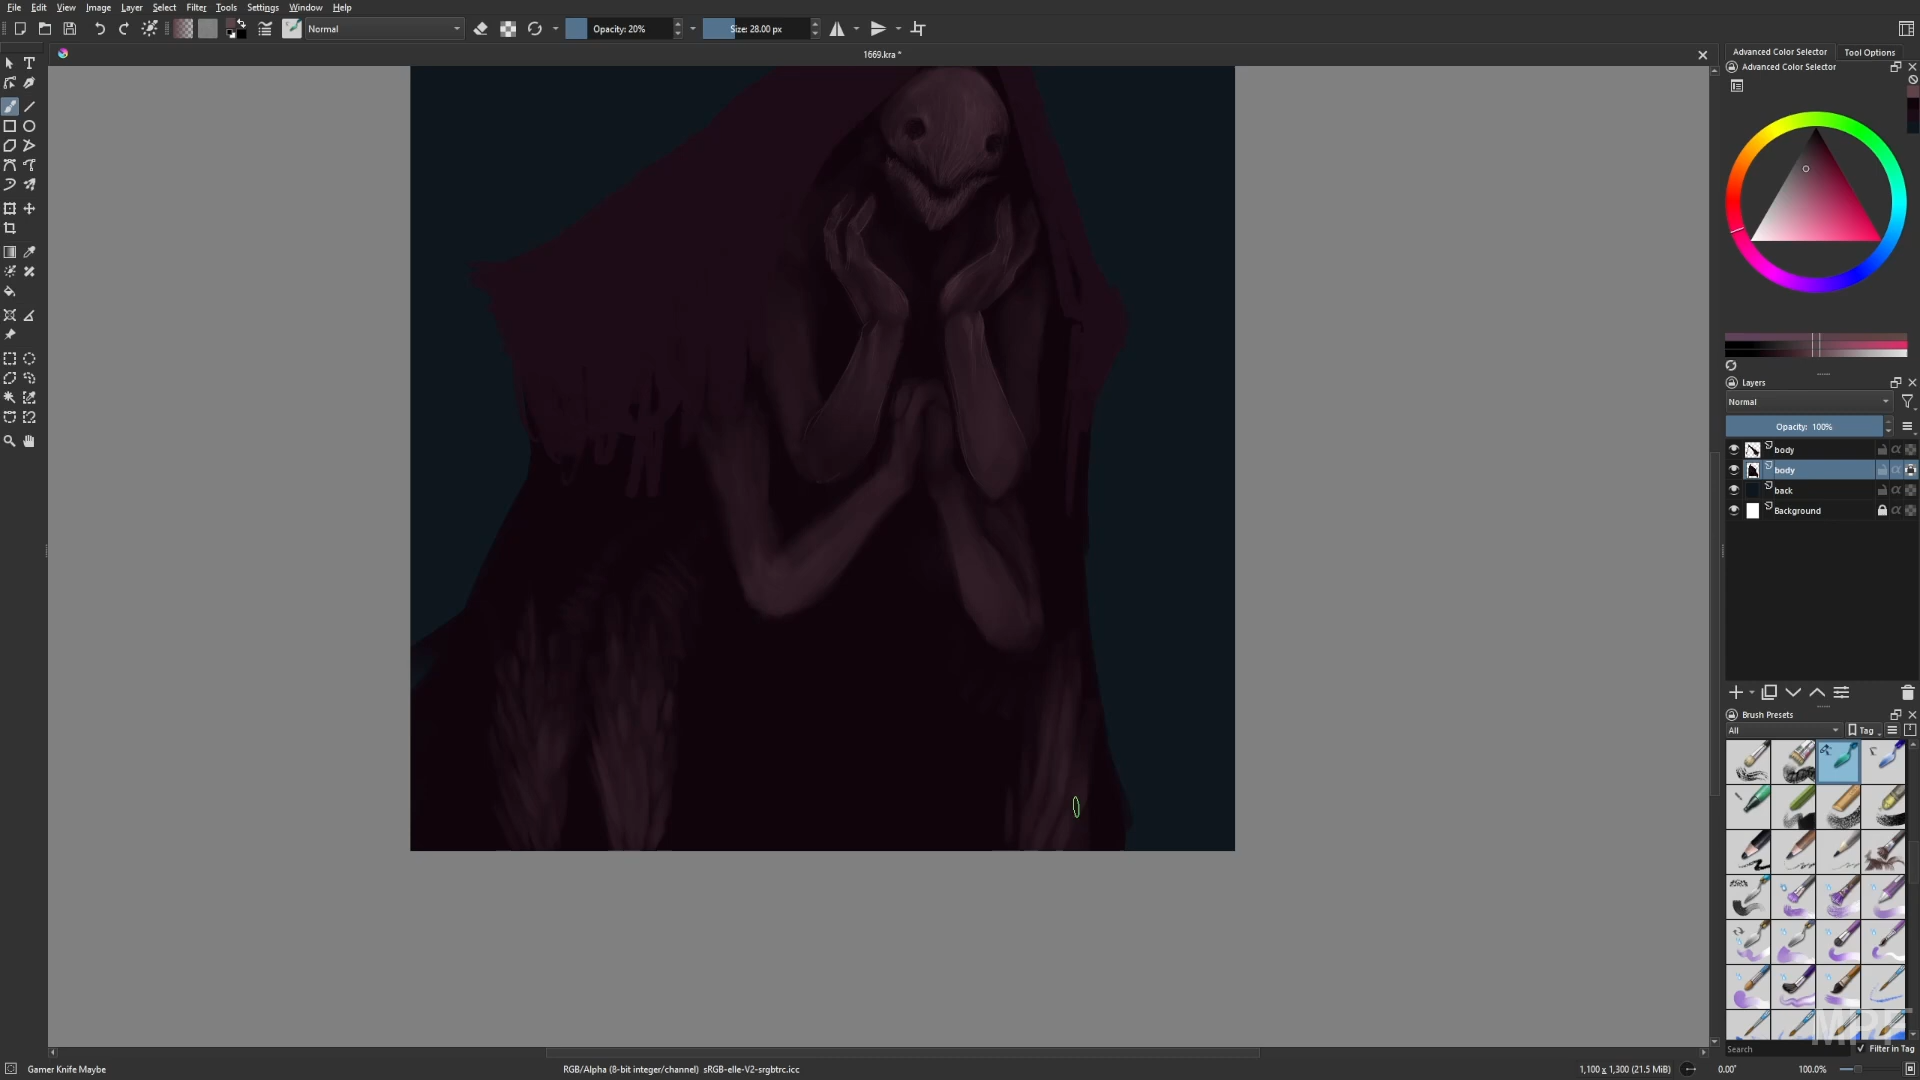 File Edit View Image Layer Select Filter Tools Settings Window Help
Normal
Opacity: 20%
Size: 28.00 px
1669.kra *
Advanced Color Selector
Tool Options
Advanced Color Selector
Layers
Normal
Opacity: 100%
body
body
back
Background
Brush Presets
All
Tag
Search
Filter in Tag
Gamer Knife Maybe
RGB/Alpha (8-bit integer/channel) sRGB-elle-V2-srgbtrc.icc
1,100 x 1,300 (21.5 MiB)
0.00°
100.0%